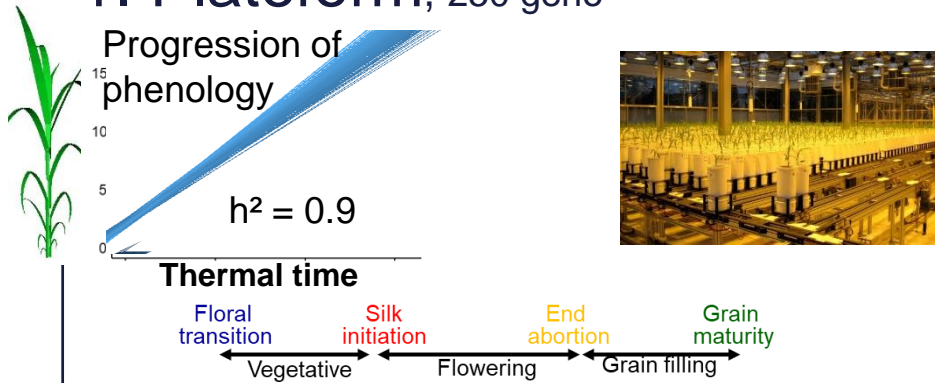 Progression of
phenology
15
10
5
0
h² = 0.9
Thermal time
Floral transition
Silk initiation
End abortion
Grain maturity
Vegetative
Flowering
Grain filling